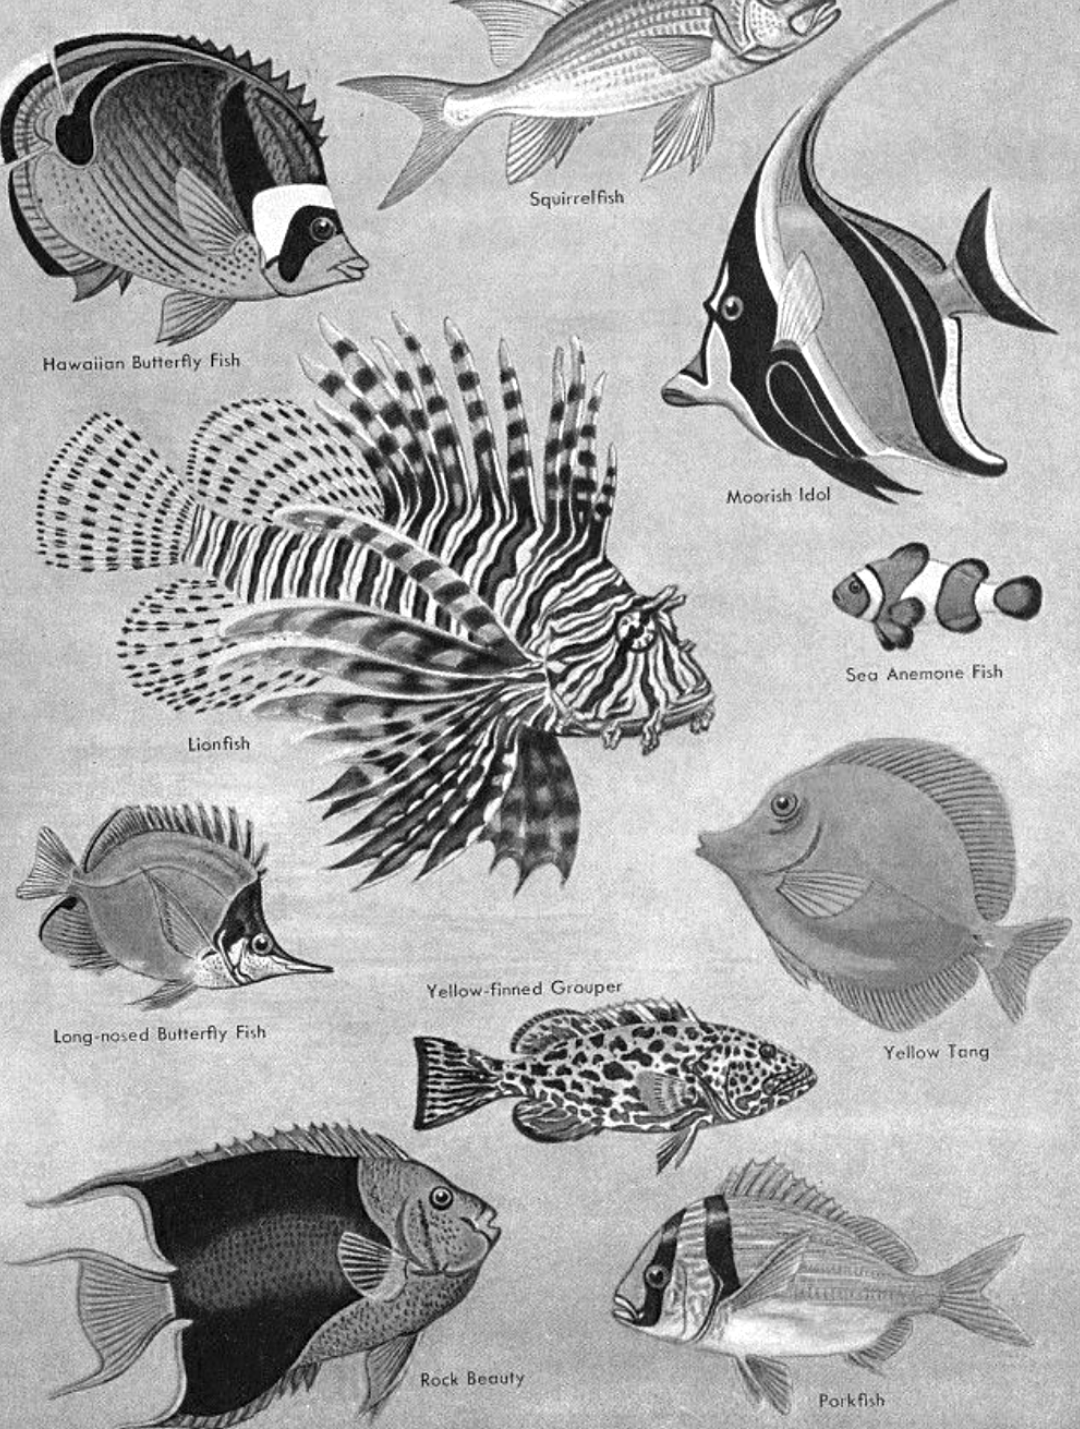 Squirrelfish
Hawaiian Butterfly Fish
Moorish Idol
Sea Anemone Fish
Lionfish
Yellow-finned Grouper
Long-nosed Butterfly Fish
Yellow Tang
Rock Beauty
Porkfish